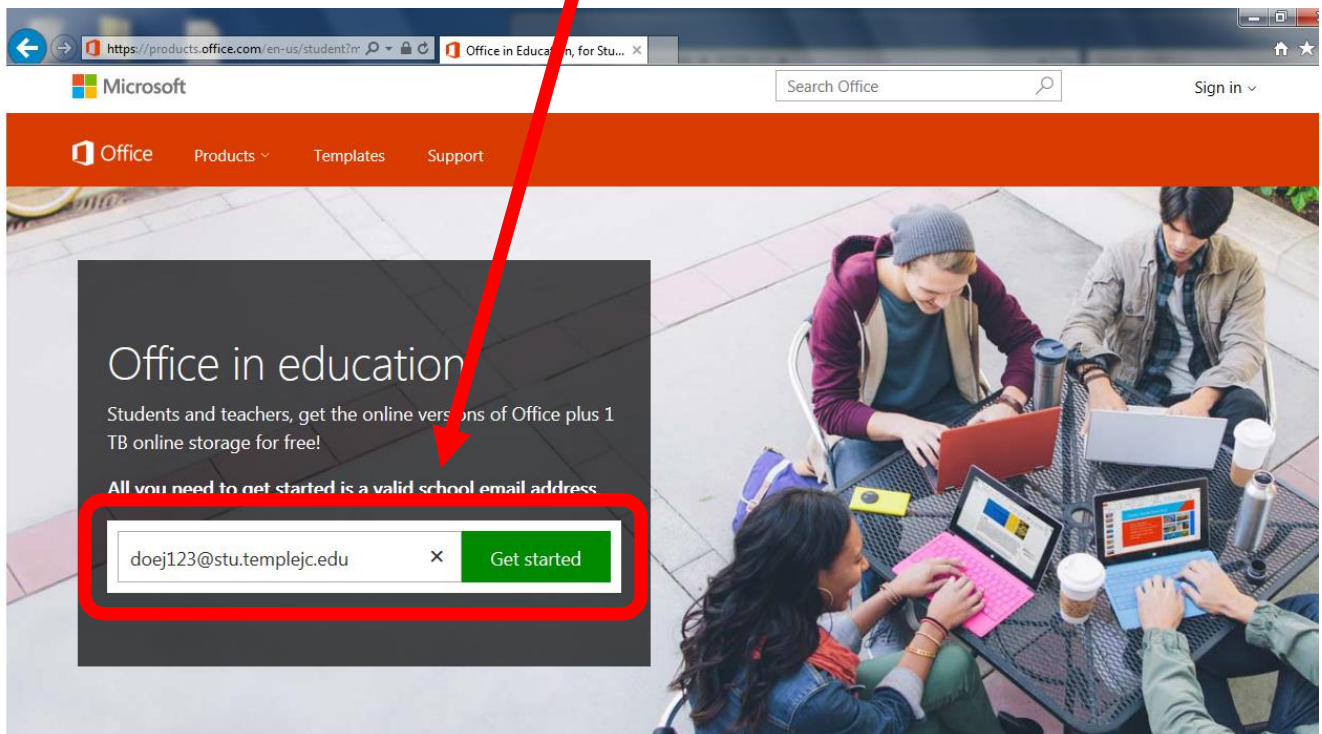 https://products.office.com/en-us/student?m
Office in Education, for Stu...
Microsoft
Search Office
Sign in
Office
Products
Templates
Support
Office in education
Students and teachers, get the online versions of Office plus 1
TB online storage for free!
All you need to get started is a valid school email address
doej123@stu.templejc.edu
Get started